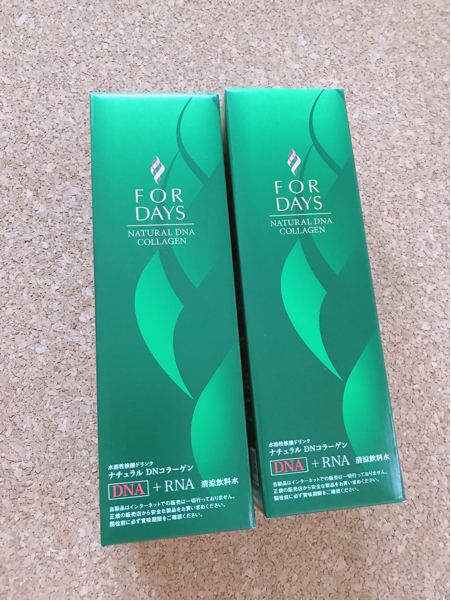 FOR
DAYS
NATURAL DNA
COLLAGEN
水溶性核酸ドリンク
ナチュラル DNコラーゲン
DNA +RNA 清涼飲料水
当製品はインターネットでの販売は一切行っておりません。
正規の販売店から安全な製品をお買い求めください。
開栓前に必ず賞味期限をご確認ください。
FOR
DAYS
NATURAL DNA
COLLAGEN
水溶性核酸ドリンク
ナチュラル DNコラーゲン
DNA +RNA 清涼飲料水
当製品はインターネットでの販売は一切行っておりません。
正規の販売店から安全な製品をお買い求めください。
開栓前に必ず賞味期限をご確認ください。